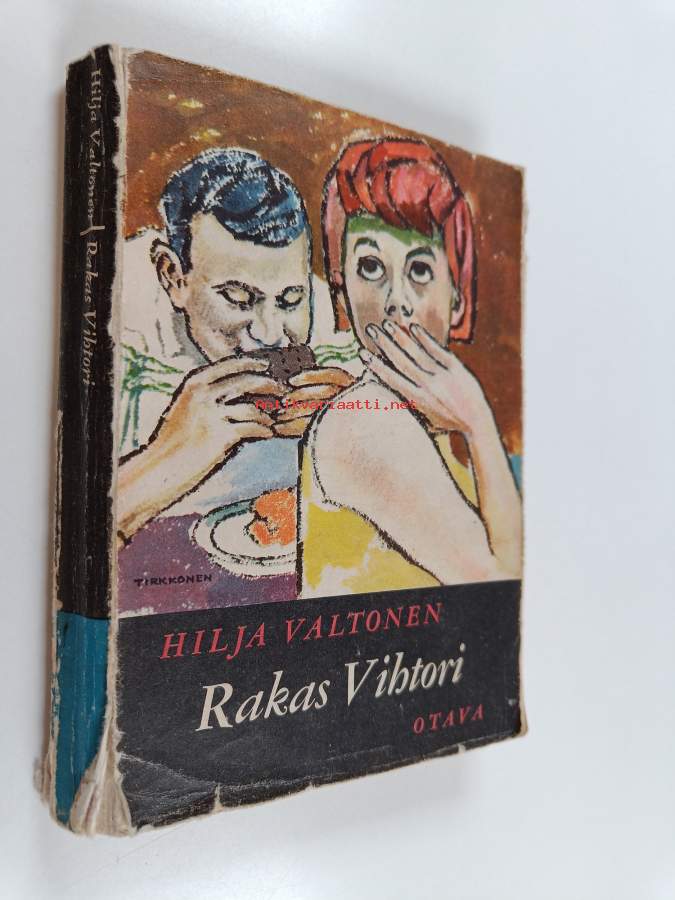 Hilja Valtonen / Rakas Vihtori
antikvariaatti.net
TIRKKONEN
HILJA VALTONEN
Rakas Vihtori
OTAVA